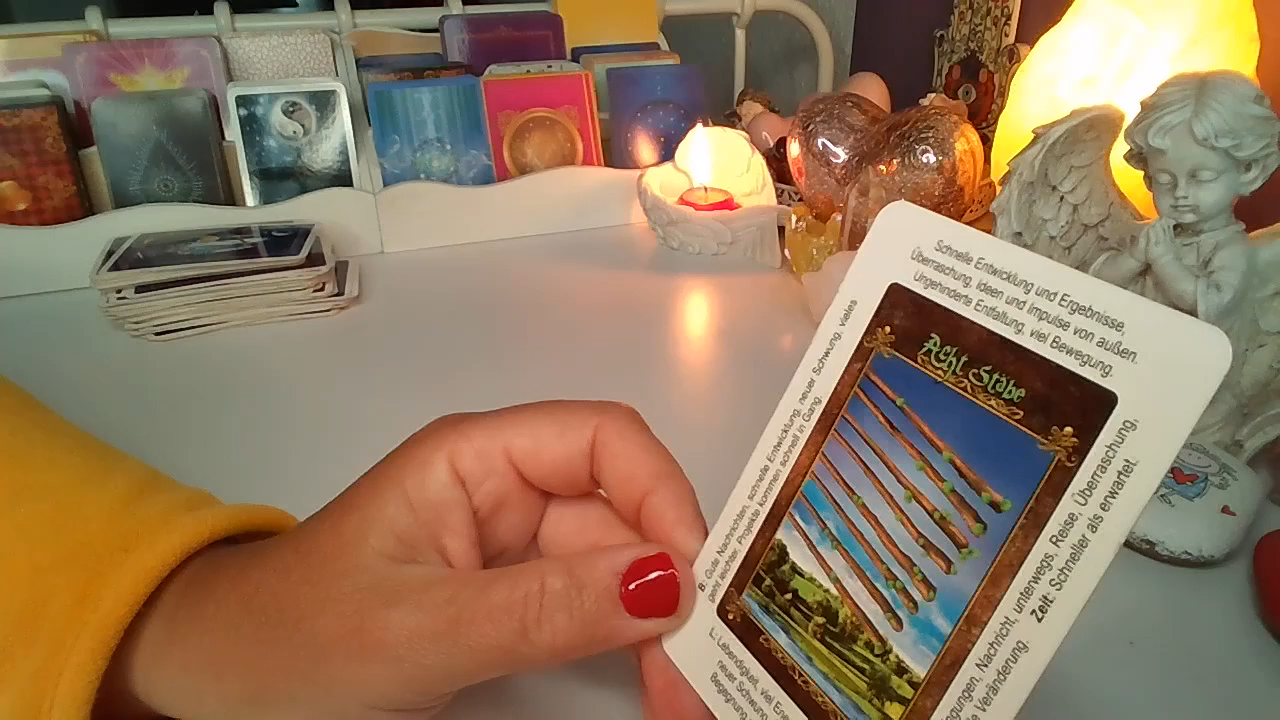 Schnelle Entwicklung und Ergebnisse,
Überraschung, Ideen und Impulse von außen.
Ungehinderte Entfaltung, viel Bewegung.
Acht Stäbe
B: Gute Nachrichten, schnelle Entwicklung, neuer Schwung, vieles
geht leichter, Projekte kommen schnell in Gang.
L: Lebendigkeit, viel
neuer Schwung
Begegnung,
Nachricht, unterwegs, Reise, Überraschung,
Veränderung. Zeit: Schneller als erwartet.